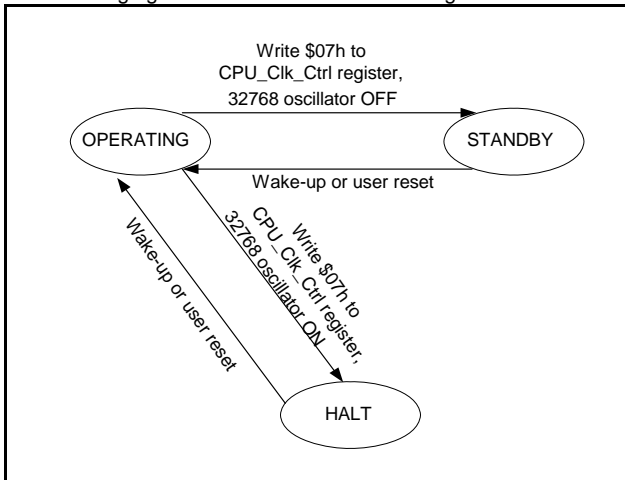 Write $07h to
CPU_Clk_Ctrl register,
32768 oscillator OFF
OPERATING
STANDBY
Wake-up or user reset
Write $07h to
CPU_Clk_Ctrl register,
32768 oscillator ON
Wake-up or user reset
HALT